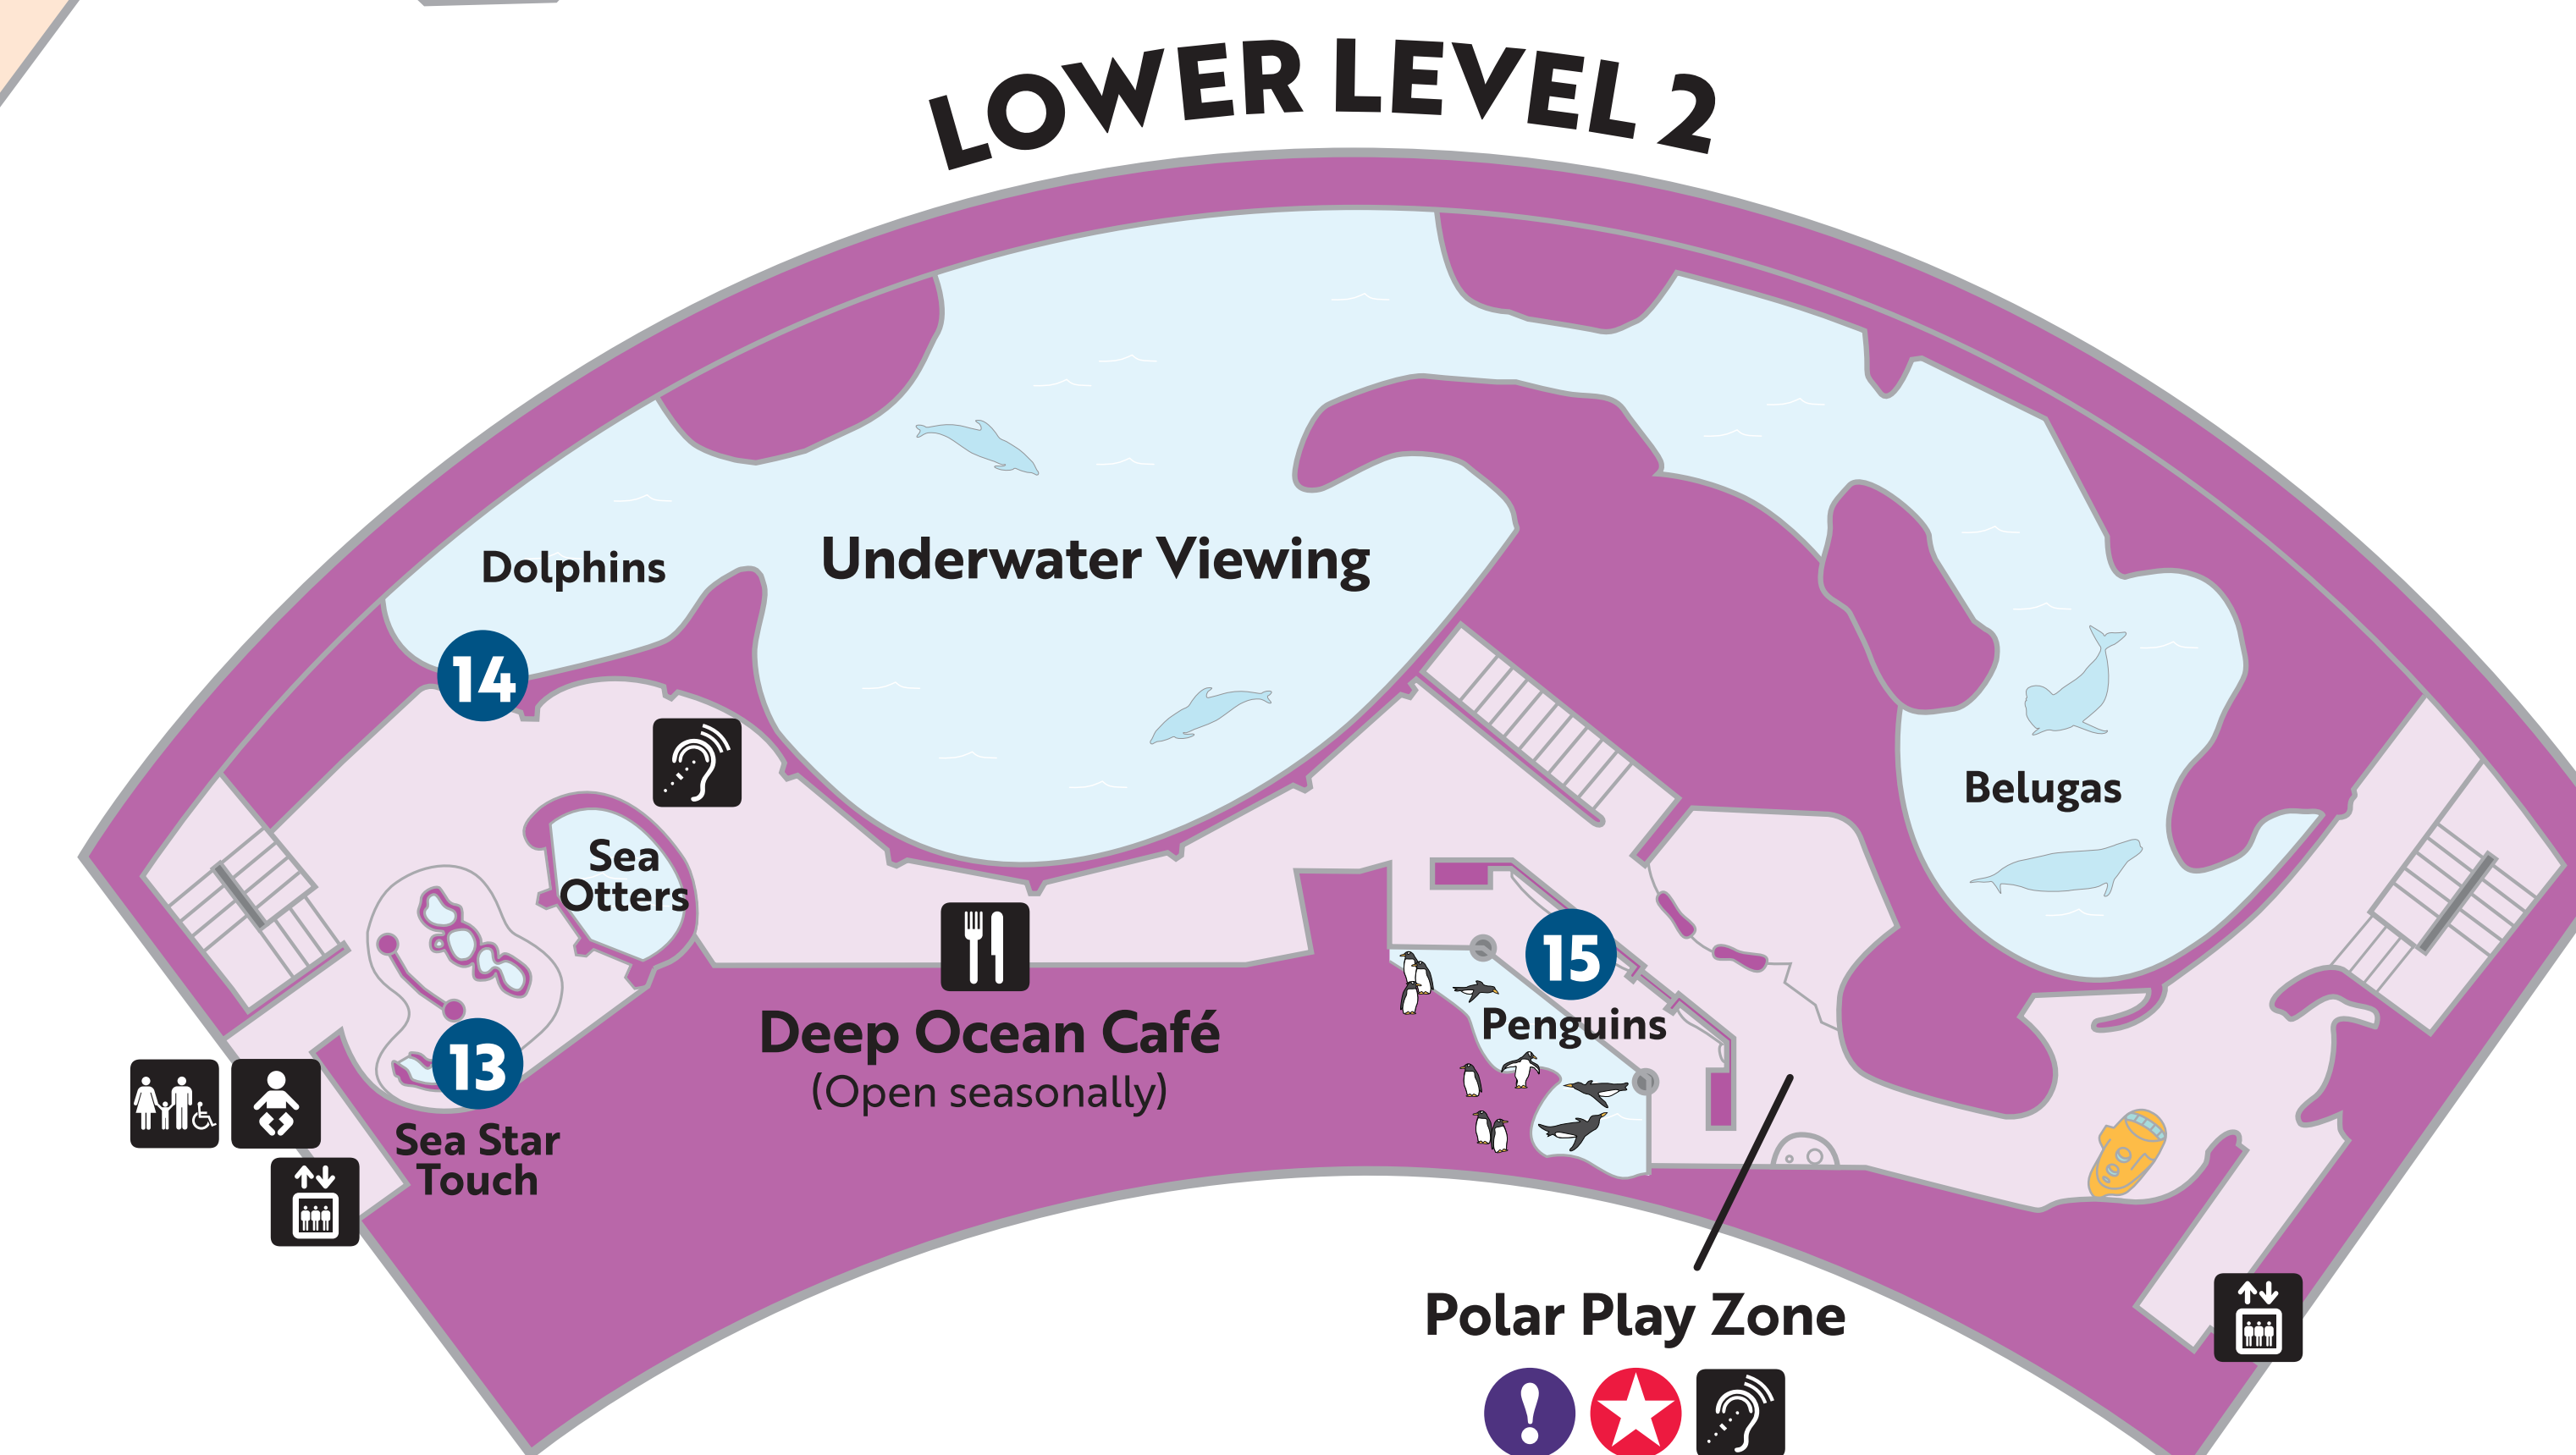 LOWER LEVEL 2
Dolphins
Underwater Viewing
14
Belugas
Sea
Otters
15
Penguins
Deep Ocean Café
(Open seasonally)
13
Sea Star
Touch
Polar Play Zone
!